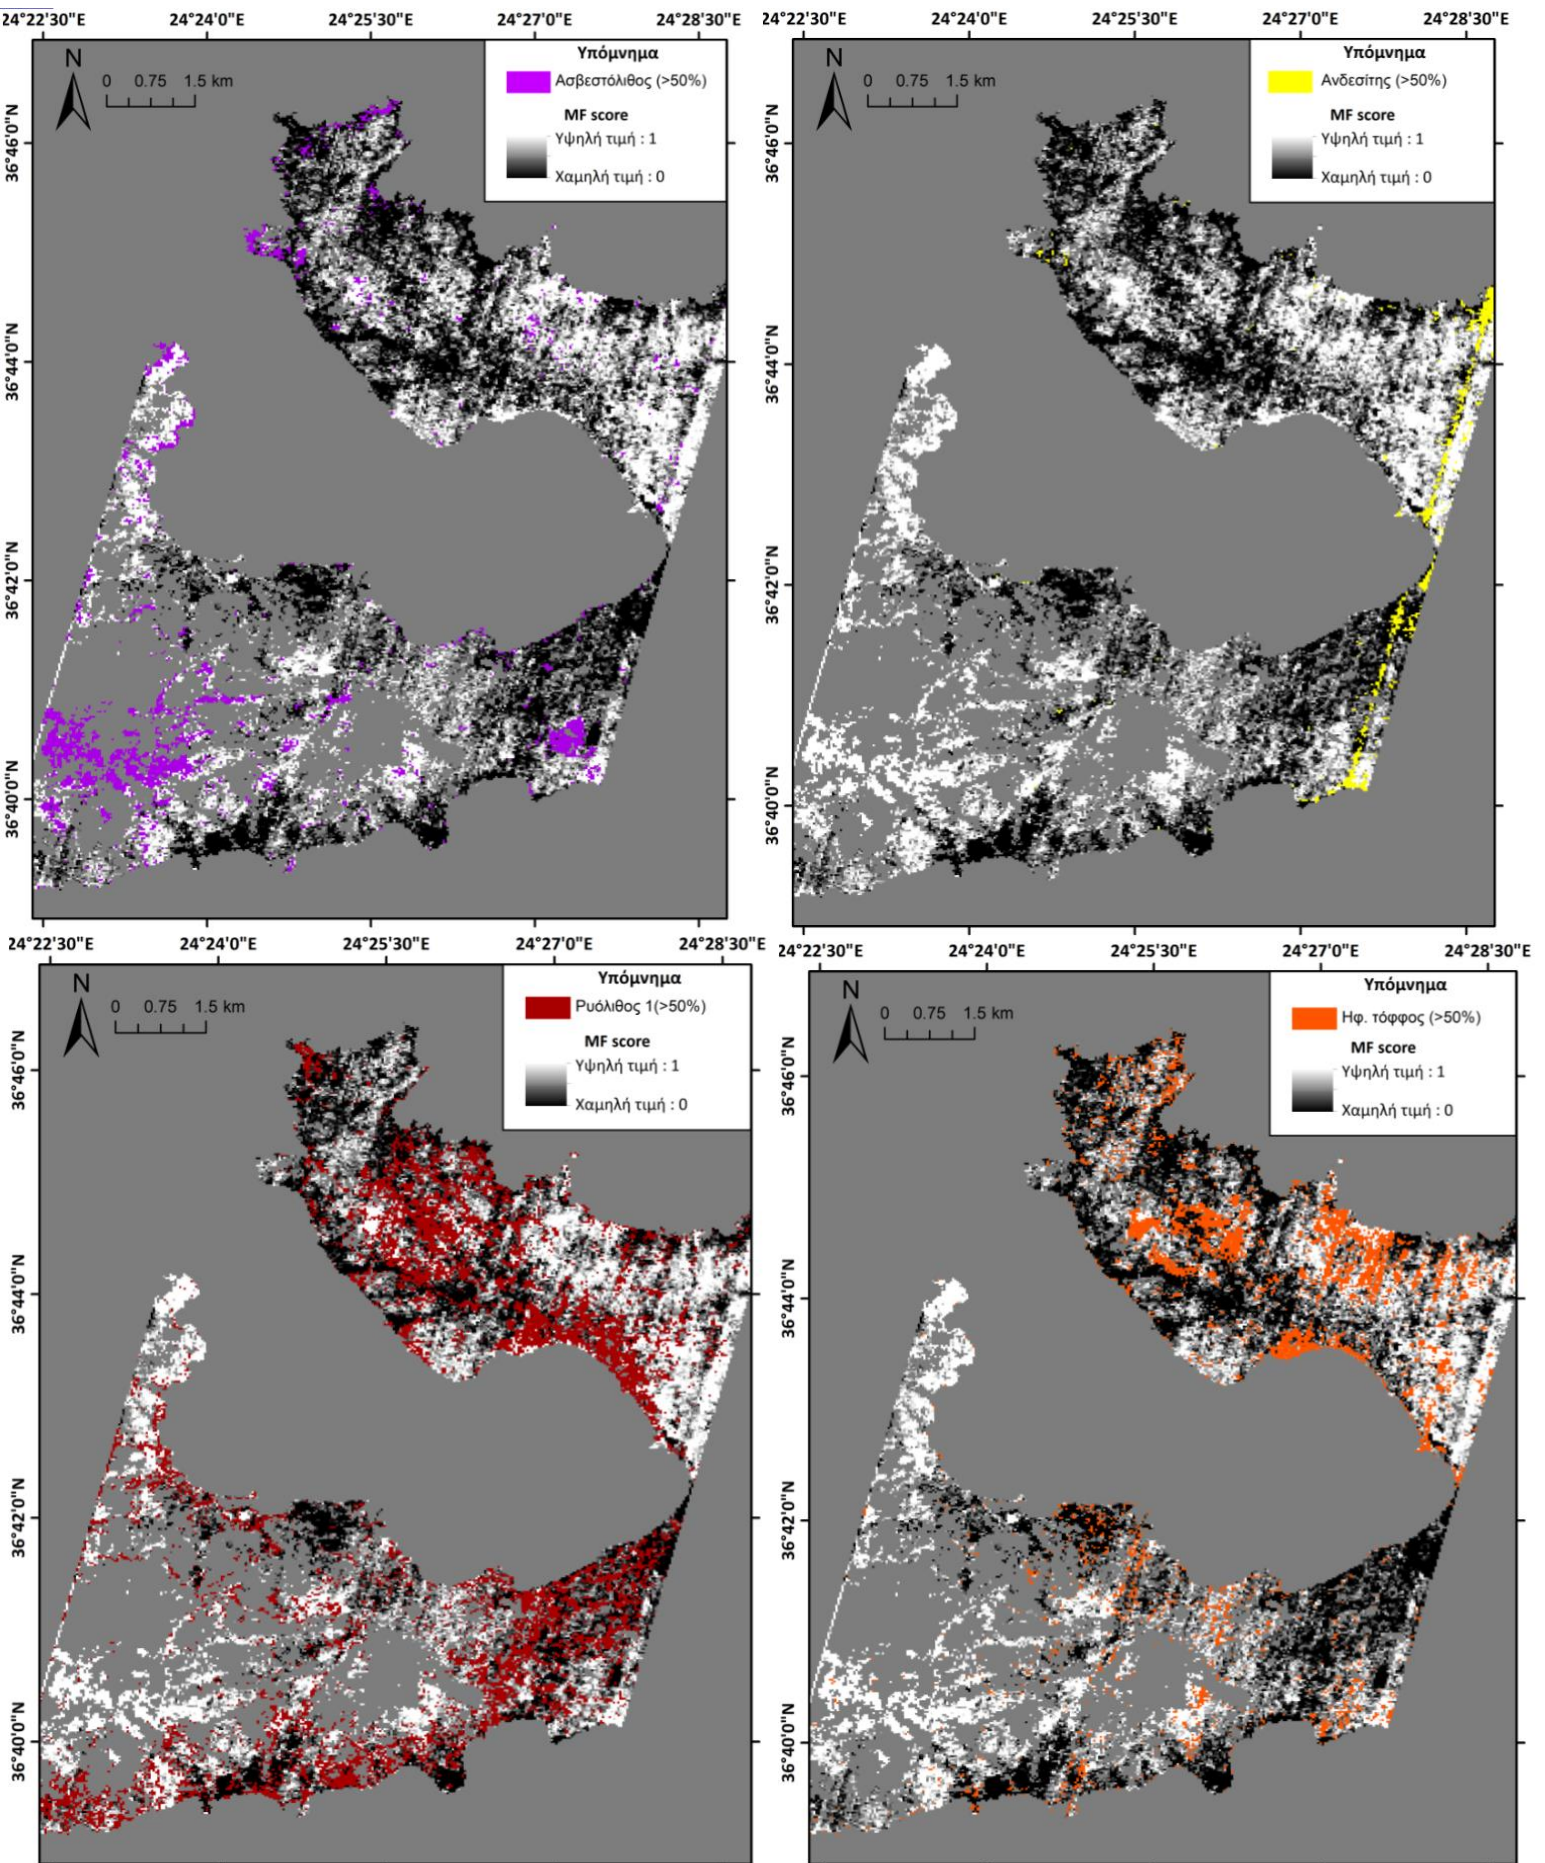 24°22'30"E 24°24'0"E 24°25'30"E 24°27'0"E 24°28'30"E
N
0 0.75 1.5 km
Υπόμνημα
Ασβεστόλιθος (>50%)
MF score
Υψηλή τιμή : 1
Χαμηλή τιμή : 0
36°46'0"N
36°44'0"N
36°42'0"N
36°40'0"N
24°22'30"E 24°24'0"E 24°25'30"E 24°27'0"E 24°28'30"E
N
0 0.75 1.5 km
Υπόμνημα
Ανδεσίτης (>50%)
MF score
Υψηλή τιμή : 1
Χαμηλή τιμή : 0
36°46'0"N
36°44'0"N
36°42'0"N
36°40'0"N
24°22'30"E 24°24'0"E 24°25'30"E 24°27'0"E 24°28'30"E
N
0 0.75 1.5 km
Υπόμνημα
Ρυόλιθος 1(>50%)
MF score
Υψηλή τιμή : 1
Χαμηλή τιμή : 0
36°46'0"N
36°44'0"N
36°42'0"N
36°40'0"N
24°22'30"E 24°24'0"E 24°25'30"E 24°27'0"E 24°28'30"E
N
0 0.75 1.5 km
Υπόμνημα
Ηφ. τόφφος (>50%)
MF score
Υψηλή τιμή : 1
Χαμηλή τιμή : 0
36°46'0"N
36°44'0"N
36°42'0"N
36°40'0"N